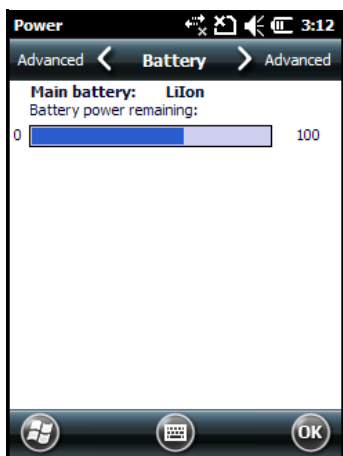 Power 3:12
Advanced Battery Advanced
Main battery: LiIon
Battery power remaining:
0 100
OK